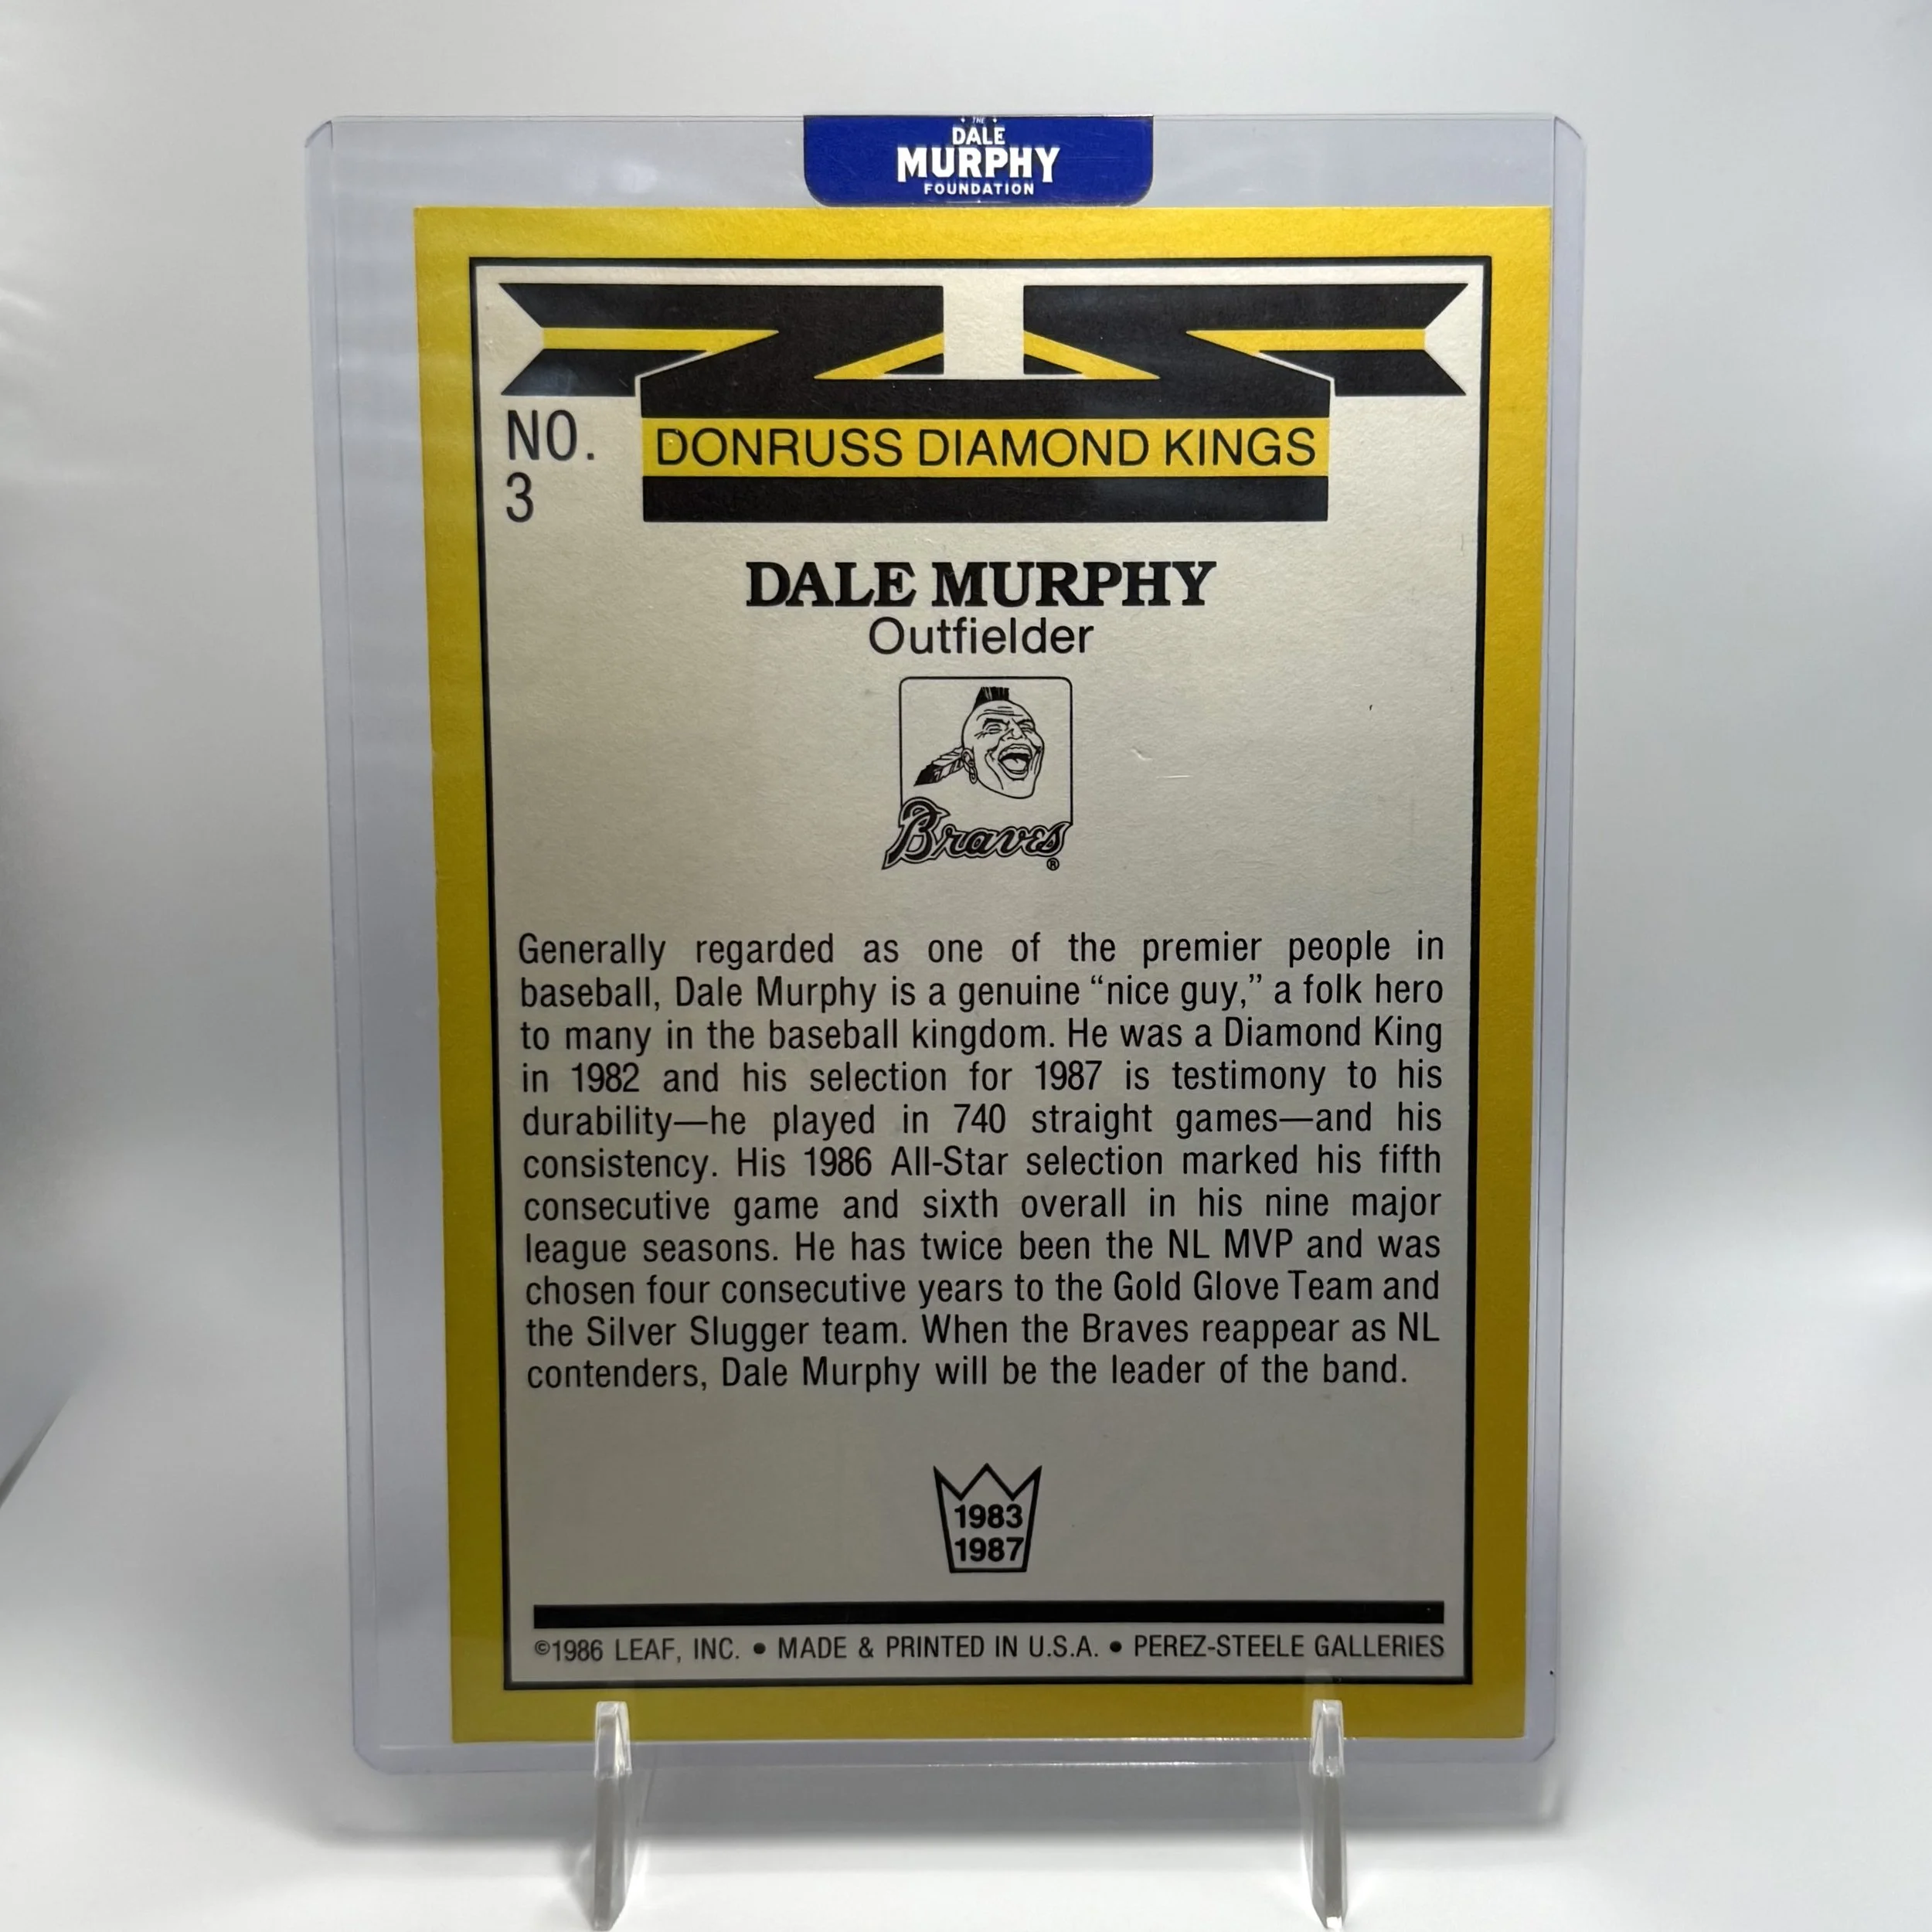 THE
DALE
MURPHY
FOUNDATION
NO.
3
DONRUSS DIAMOND KINGS
DALE MURPHY
Outfielder
Braves®
Generally regarded as one of the premier people in
baseball, Dale Murphy is a genuine “nice guy,” a folk hero
to many in the baseball kingdom. He was a Diamond King
in 1982 and his selection for 1987 is testimony to his
durability—he played in 740 straight games—and his
consistency. His 1986 All-Star selection marked his fifth
consecutive game and sixth overall in his nine major
league seasons. He has twice been the NL MVP and was
chosen four consecutive years to the Gold Glove Team and
the Silver Slugger team. When the Braves reappear as NL
contenders, Dale Murphy will be the leader of the band.
1983
1987
©1986 LEAF, INC. • MADE & PRINTED IN U.S.A. • PEREZ-STEELE GALLERIES